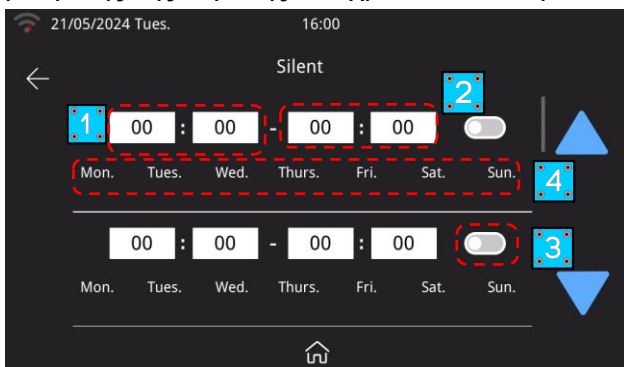 21/05/2024 Tues. 16:00
Silent
1 2
00 : 00 - 00 : 00
Mon. Tues. Wed. Thurs. Fri. Sat. Sun. 4
00 : 00 - 00 : 00 3
Mon. Tues. Wed. Thurs. Fri. Sat. Sun.